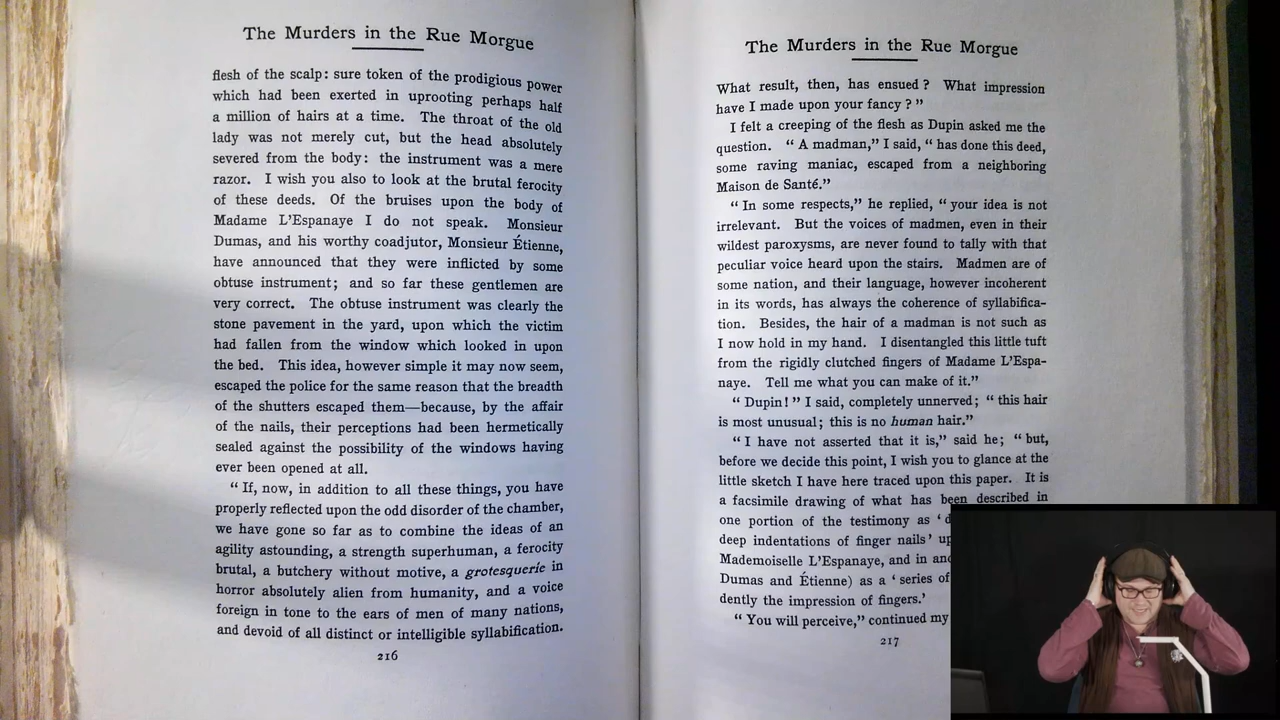 The Murders in the Rue Morgue
flesh of the scalp: sure token of the prodigious power
which had been exerted in uprooting perhaps half
a million of hairs at a time. The throat of the old
lady was not merely cut, but the head absolutely
severed from the body: the instrument was a mere
razor. I wish you also to look at the brutal ferocity
of these deeds. Of the bruises upon the body of
Madame L'Espanaye I do not speak. Monsieur
Dumas, and his worthy coadjutor, Monsieur Étienne,
have announced that they were inflicted by some
obtuse instrument; and so far these gentlemen are
very correct. The obtuse instrument was clearly the
stone pavement in the yard, upon which the victim
had fallen from the window which looked in upon
the bed. This idea, however simple it may now seem,
escaped the police for the same reason that the breadth
of the shutters escaped them—because, by the affair
of the nails, their perceptions had been hermetically
sealed against the possibility of the windows having
ever been opened at all.
“ If, now, in addition to all these things, you have
properly reflected upon the odd disorder of the chamber,
we have gone so far as to combine the ideas of an
agility astounding, a strength superhuman, a ferocity
brutal, a butchery without motive, a grotesquerie in
horror absolutely alien from humanity, and a voice
foreign in tone to the ears of men of many nations,
and devoid of all distinct or intelligible syllabification.
216
The Murders in the Rue Morgue
What result, then, has ensued ? What impression
have I made upon your fancy ? ”
I felt a creeping of the flesh as Dupin asked me the
question. “ A madman,” I said, “ has done this deed,
some raving maniac, escaped from a neighboring
Maison de Santé.”
“ In some respects,” he replied, “ your idea is not
irrelevant. But the voices of madmen, even in their
wildest paroxysms, are never found to tally with that
peculiar voice heard upon the stairs. Madmen are of
some nation, and their language, however incoherent
in its words, has always the coherence of syllabifica-
tion. Besides, the hair of a madman is not such as
I now hold in my hand. I disentangled this little tuft
from the rigidly clutched fingers of Madame L'Espa-
naye. Tell me what you can make of it.”
“ Dupin ! ” I said, completely unnerved; “ this hair
is most unusual; this is no human hair.”
“ I have not asserted that it is,” said he; “ but,
before we decide this point, I wish you to glance at the
little sketch I have here traced upon this paper. It is
a facsimile drawing of what has been described in
one portion of the testimony as ‘
deep indentations of finger nails ’
Mademoiselle L'Espanaye, and in
Dumas and Étienne) as a ‘ series of
dently the impression of fingers.’
“ You will perceive,” continued my
217